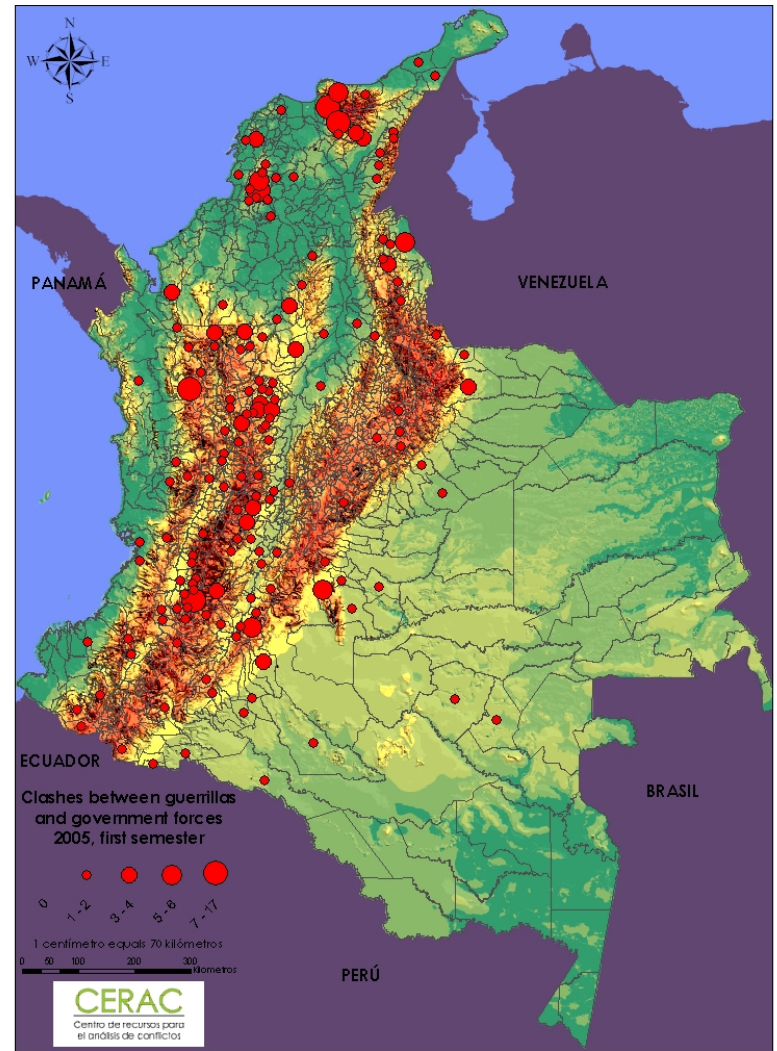 N
W E
S
PANAMÁ
VENEZUELA
ECUADOR
BRASIL
Clashes between guerrillas
and government forces
2005, first semester
0 1 - 2 3 - 4 5 - 6 7 - 17
1 centímetro equals 70 kilómetros
0 50 100 200 300
kilometros
PERÚ
CERAC
Centro de recursos para
el análisis de conflictos